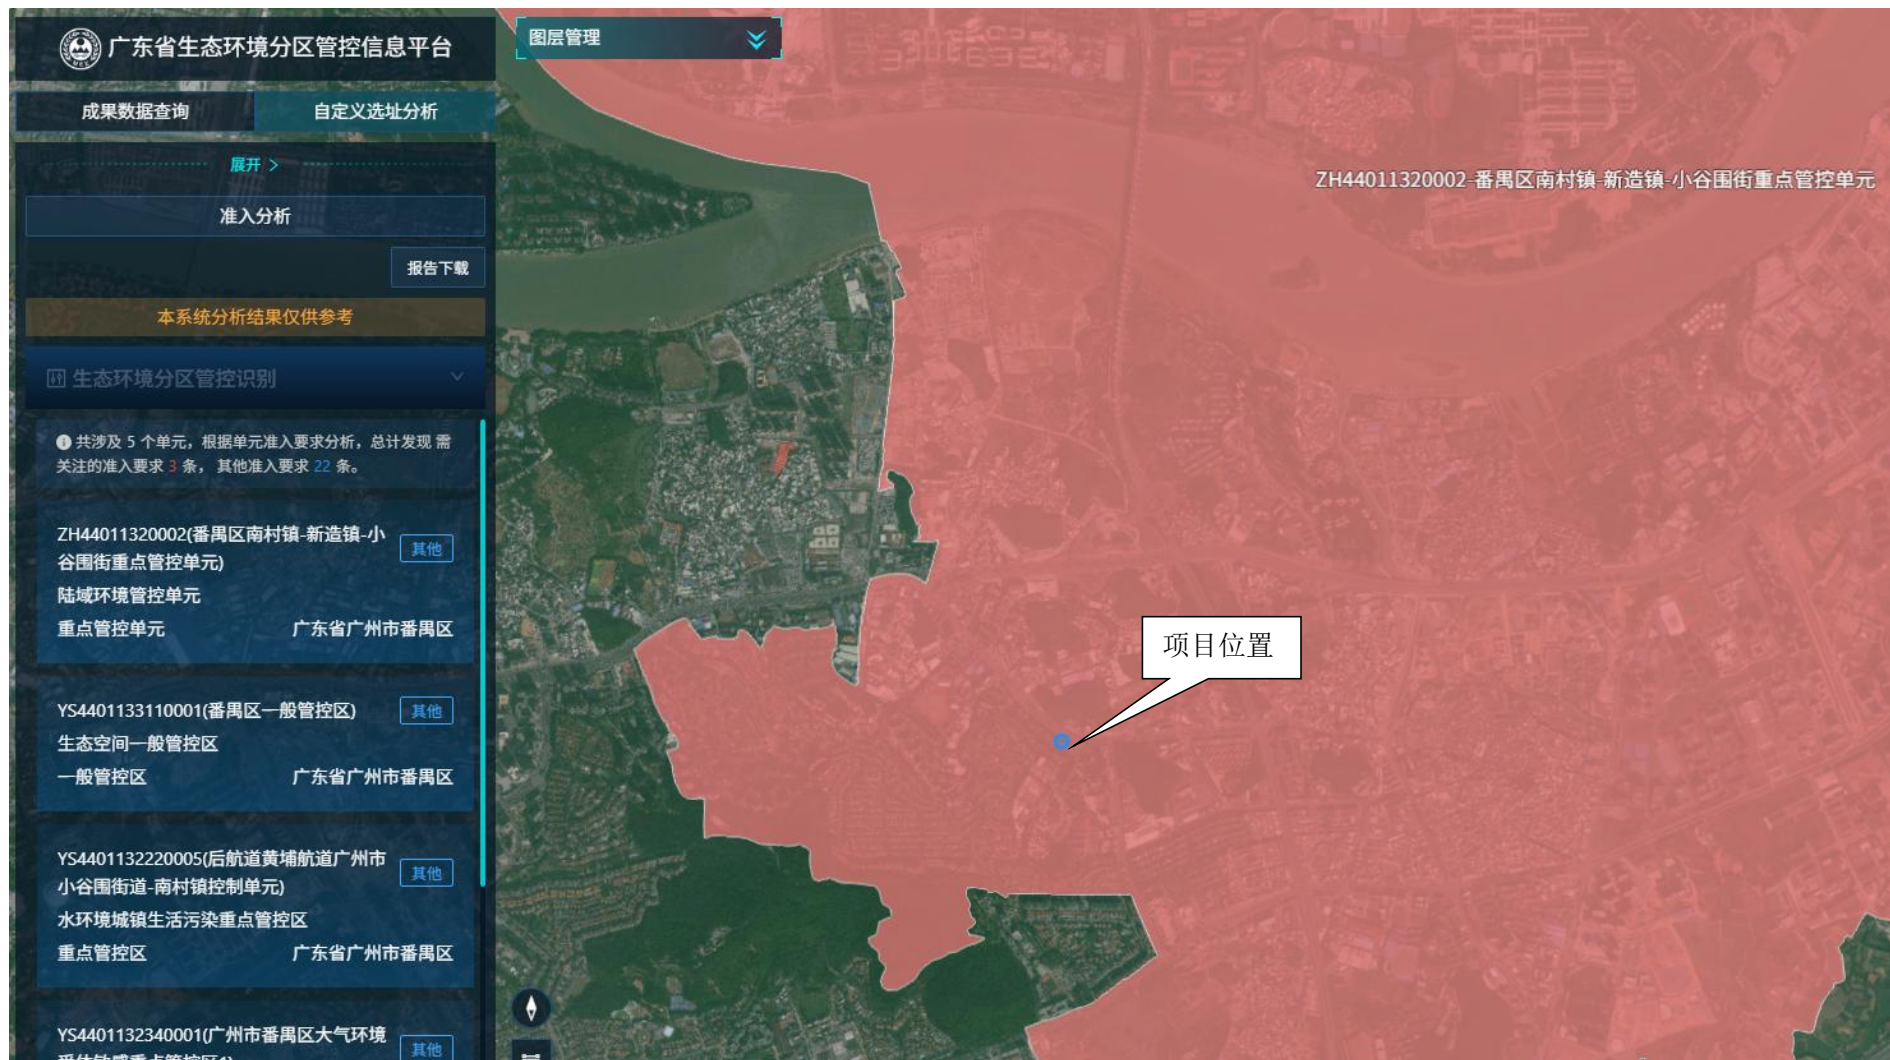 广东省生态环境分区管控信息平台
图层管理
成果数据查询
自定义选址分析
展开 >
准入分析
报告下载
本系统分析结果仅供参考
生态环境分区管控识别
共涉及 5 个单元，根据单元准入要求分析，总计发现 需
关注的准入要求 3 条， 其他准入要求 22 条。
ZH44011320002(番禺区南村镇-新造镇-小
谷围街重点管控单元)
其他
陆域环境管控单元
重点管控单元
广东省广州市番禺区
YS4401133110001(番禺区一般管控区)
其他
生态空间一般管控区
一般管控区
广东省广州市番禺区
YS4401132220005(后航道黄埔航道广州市
小谷围街道-南村镇控制单元)
其他
水环境城镇生活污染重点管控区
重点管控区
广东省广州市番禺区
YS4401132340001(广州市番禺区大气环境
受体敏感重点管控区1)
其他
ZH44011320002-番禺区南村镇-新造镇-小谷围街重点管控单元
项目位置